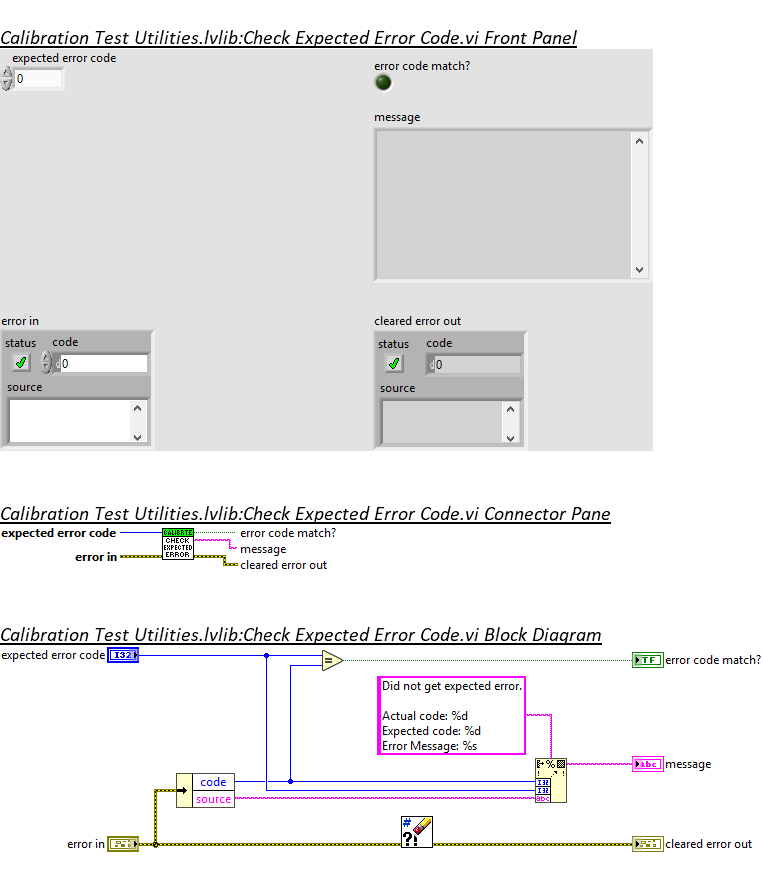 Calibration Test Utilities.lvlib:Check Expected Error Code.vi Front Panel
expected error code
0
error code match?
message
error in
status
code
d
0
source
cleared error out
status
code
d
0
source
Calibration Test Utilities.lvlib:Check Expected Error Code.vi Connector Pane
expected error code
error in
CALIBRTE
CHECK
EXPECTED
ERROR
error code match?
message
cleared error out
Calibration Test Utilities.lvlib:Check Expected Error Code.vi Block Diagram
expected error code
I32
=
TF
error code match?
Did not get expected error.
Actual code: %d
Expected code: %d
Error Message: %s
%
I32
I32
abc
abc
message
code
source
error in
#
?!
cleared error out